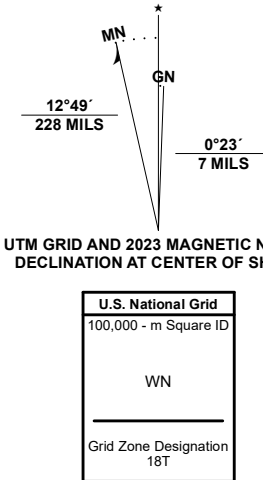 ★
MN
GN
12°49´
228 MILS
0°23´
7 MILS
UTM GRID AND 2023 MAGNETIC N
DECLINATION AT CENTER OF SH
U.S. National Grid
100,000 - m Square ID
WN
Grid Zone Designation
18T